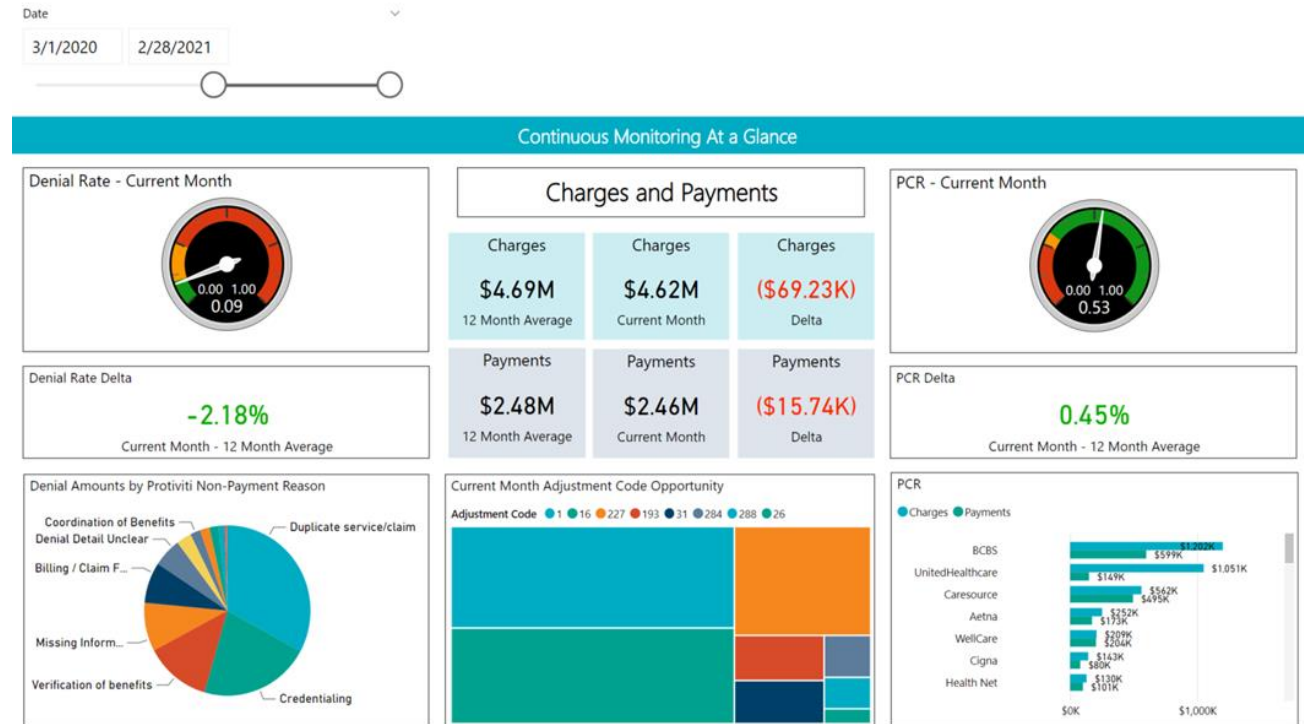 Date
3/1/2020 2/28/2021
Continuous Monitoring At a Glance
Denial Rate - Current Month
0.00 1.00
0.09
Denial Rate Delta
-2.18%
Current Month - 12 Month Average
Denial Amounts by Protiviti Non-Payment Reason
Coordination of Benefits
Denial Detail Unclear
Billing / Claim F...
Missing Inform...
Verification of benefits
Duplicate service/claim
Credentialing
Charges and Payments
Charges
$4.69M
12 Month Average
Charges
$4.62M
Current Month
Charges
($69.23K)
Delta
Payments
$2.48M
12 Month Average
Payments
$2.46M
Current Month
Payments
($15.74K)
Delta
Current Month Adjustment Code Opportunity
Adjustment Code 1 16 227 193 31 284 288 26
PCR - Current Month
0.00 1.00
0.53
PCR Delta
0.45%
Current Month - 12 Month Average
PCR
Charges Payments
BCBS $1,202K
$599K
UnitedHealthcare $1,051K
$149K
Caresource $562K
$495K
Aetna $252K
$173K
WellCare $209K
$204K
Cigna $143K
$80K
Health Net $130K
$101K
$0K $1,000K